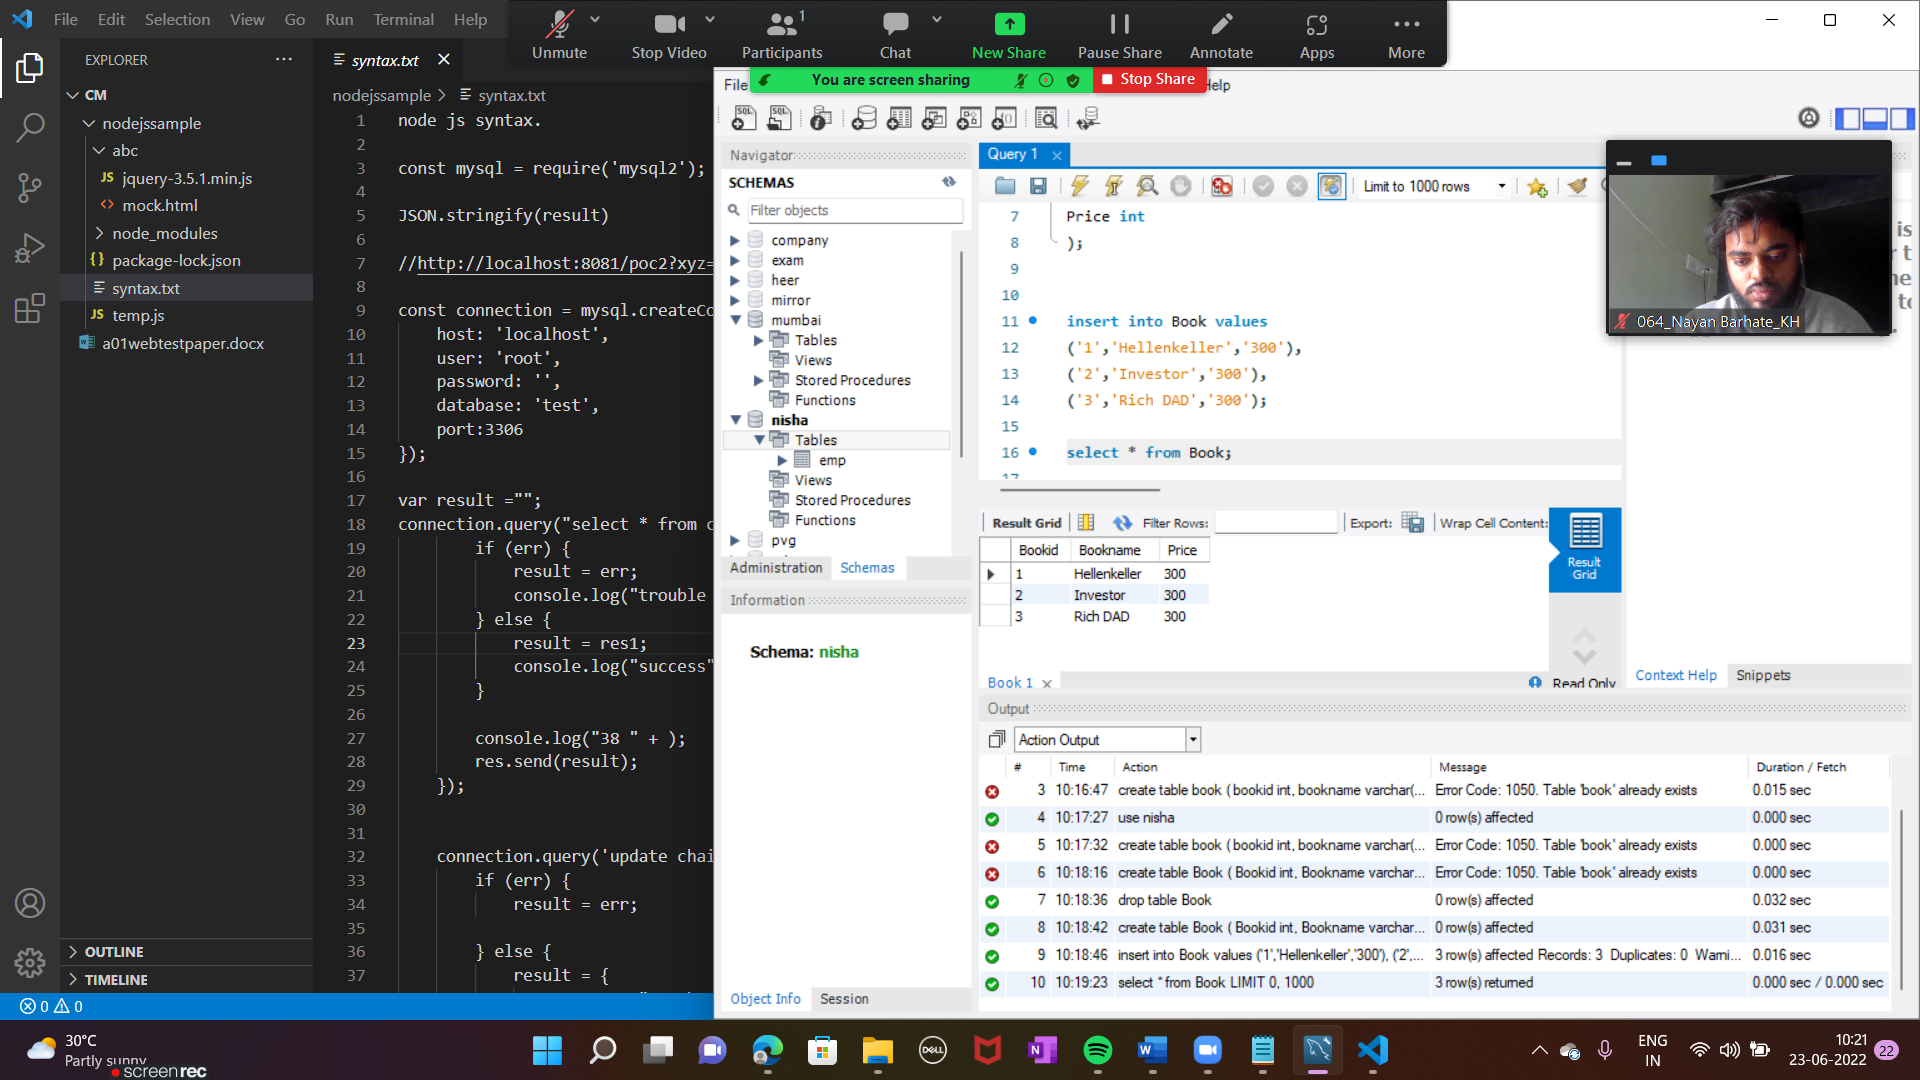 File Edit Selection View Go Run Terminal Help
Unmute Stop Video Participants 1 Chat New Share Pause Share Annotate Apps More
You are screen sharing Stop Share
EXPLORER
CM
nodejssample
abc
JS jquery-3.5.1.min.js
<> mock.html
node_modules
{} package-lock.json
syntax.txt
JS temp.js
a01webtestpaper.docx
OUTLINE
TIMELINE
0 0
syntax.txt
nodejssample > syntax.txt
1 node js syntax.
2
3 const mysql = require('mysql2');
4
5 JSON.stringify(result)
6
7 //http://localhost:8081/poc2?xyz=
8
9 const connection = mysql.createCo
10 host: 'localhost',
11 user: 'root',
12 password: '',
13 database: 'test',
14 port:3306
15 });
16
17 var result ="";
18 connection.query("select * from c
19 if (err) {
20 result = err;
21 console.log("trouble
22 } else {
23 result = res1;
24 console.log("success"
25 }
26
27 console.log("38 " + );
28 res.send(result);
29 });
30
31
32 connection.query('update chai
33 if (err) {
34 result = err;
35
36 } else {
37 result = {
File
Help
Navigator
SCHEMAS
Filter objects
company
exam
heer
mirror
mumbai
Tables
Views
Stored Procedures
Functions
nisha
Tables
emp
Views
Stored Procedures
Functions
pvg
Administration Schemas
Information
Schema: nisha
Object Info Session
Query 1
Limit to 1000 rows
7 Price int
8 );
9
10
11 insert into Book values
12 ('1','Hellenkeller','300'),
13 ('2','Investor','300'),
14 ('3','Rich DAD','300');
15
16 select * from Book;
17
Result Grid Filter Rows: Export: Wrap Cell Content:
Bookid Bookname Price
1 Hellenkeller 300
2 Investor 300
3 Rich DAD 300
Result Grid
Book 1
Read Only
Context Help Snippets
064_Nayan Barhate_KH
Output
Action Output
# Time Action Message Duration / Fetch
3 10:16:47 create table book ( bookid int, bookname varchar(... Error Code: 1050. Table 'book' already exists 0.015 sec
4 10:17:27 use nisha 0 row(s) affected 0.000 sec
5 10:17:32 create table book ( bookid int, bookname varchar(... Error Code: 1050. Table 'book' already exists 0.000 sec
6 10:18:16 create table Book ( Bookid int, Bookname varchar... Error Code: 1050. Table 'book' already exists 0.000 sec
7 10:18:36 drop table Book 0 row(s) affected 0.032 sec
8 10:18:42 create table Book ( Bookid int, Bookname varchar... 0 row(s) affected 0.031 sec
9 10:18:46 insert into Book values ('1','Hellenkeller','300'), ('2',... 3 row(s) affected Records: 3 Duplicates: 0 Warni... 0.016 sec
10 10:19:23 select * from Book LIMIT 0, 1000 3 row(s) returned 0.000 sec / 0.000 sec
30°C
Partly sunny
screenrec
DELL
ENG
IN
10:21
23-06-2022
22